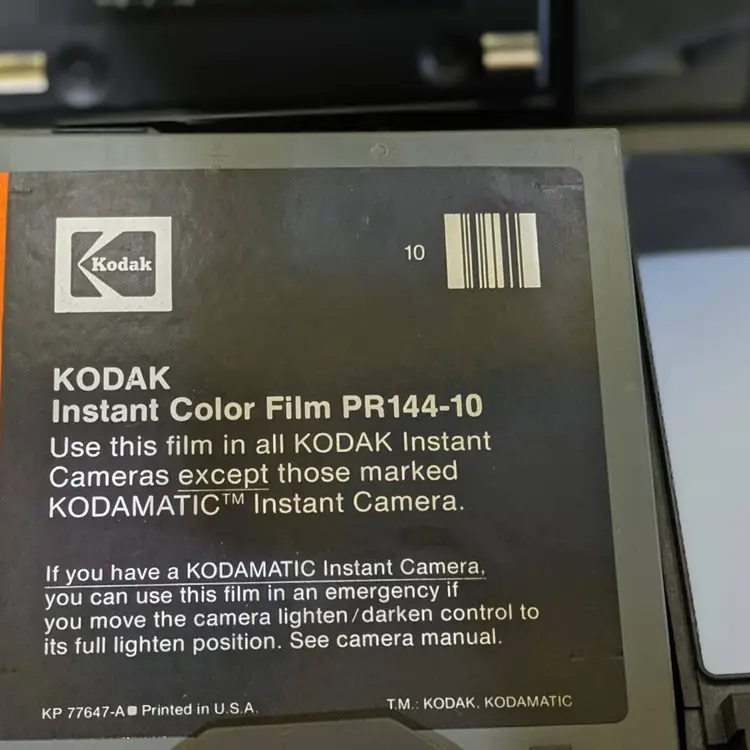 Kodak
10
KODAK
Instant Color Film PR144-10
Use this film in all KODAK Instant
Cameras except those marked
KODAMATIC™ Instant Camera.
If you have a KODAMATIC Instant Camera,
you can use this film in an emergency if
you move the camera lighten/darken control to
its full lighten position. See camera manual.
KP 77647-A Printed in U.S.A.
T.M.: KODAK, KODAMATIC